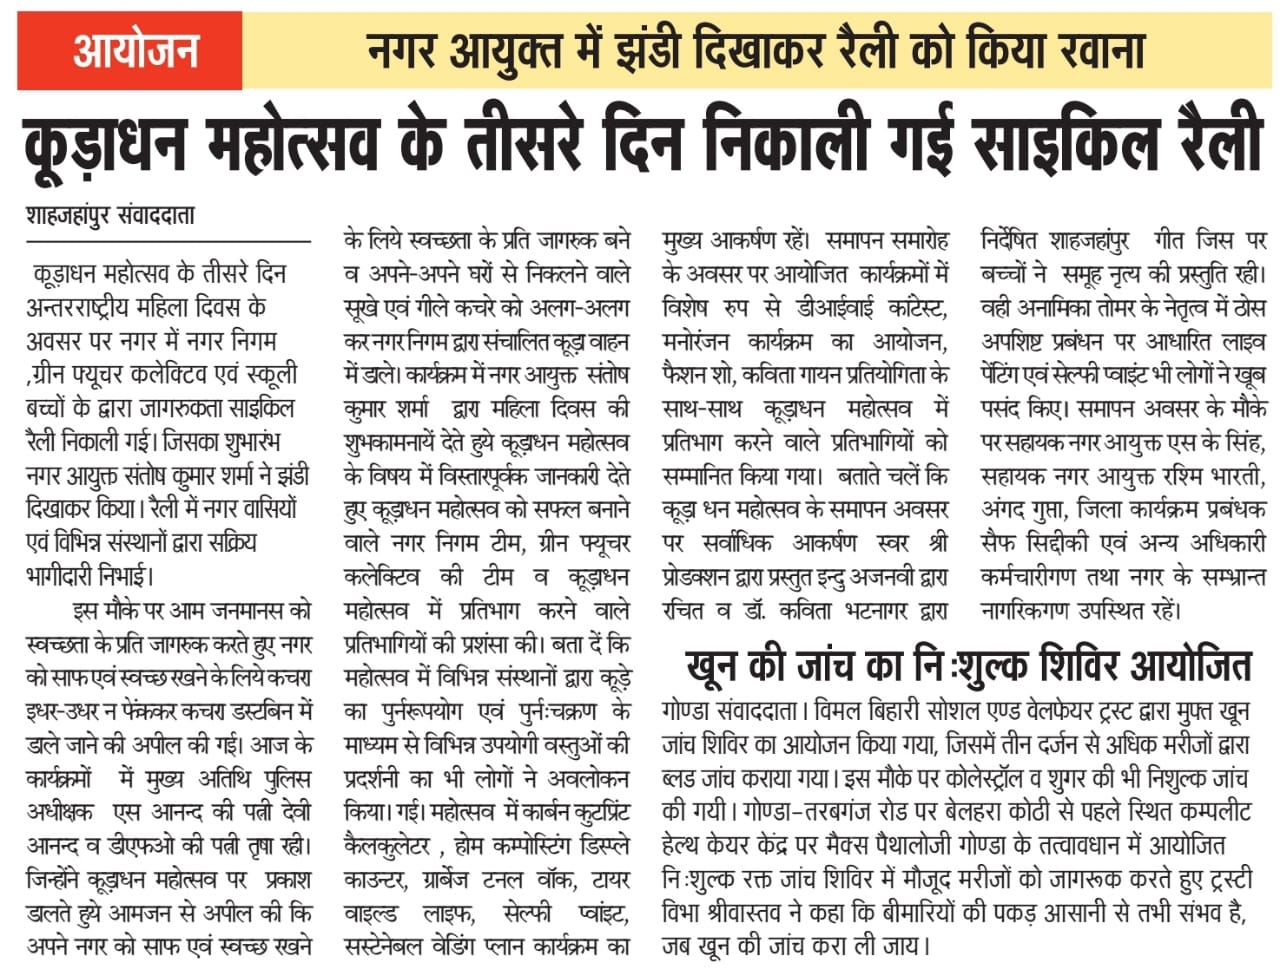 आयोजन
नगर आयुक्त में झंडी दिखाकर रैली को किया रवाना
कूड़ाधन महोत्सव के तीसरे दिन निकाली गई साइकिल रैली
शाहजहांपुर संवाददाता
कूड़ाधन महोत्सव के तीसरे दिन
अन्तरराष्ट्रीय महिला दिवस के
अवसर पर नगर में नगर निगम
,ग्रीन फ्यूचर कलेक्टिव एवं स्कूली
बच्चों के द्वारा जागरुकता साइकिल
रैली निकाली गई। जिसका शुभारंभ
नगर आयुक्त संतोष कुमार शर्मा ने झंडी
दिखाकर किया। रैली में नगर वासियों
एवं विभिन्न संस्थानों द्वारा सक्रिय
भागीदारी निभाई।
इस मौके पर आम जनमानस को
स्वच्छता के प्रति जागरुक करते हुए नगर
को साफ एवं स्वच्छ रखने के लिये कचरा
इधर-उधर न फेंककर कचरा डस्टबिन में
डाले जाने की अपील की गई। आज के
कार्यक्रमों में मुख्य अतिथि पुलिस
अधीक्षक एस आनन्द की पत्नी देवी
आनन्द व डीएफओ की पत्नी तृषा रही।
जिन्होंने कूड़ाधन महोत्सव पर प्रकाश
डालते हुये आमजन से अपील की कि
अपने नगर को साफ एवं स्वच्छ रखने
के लिये स्वच्छता के प्रति जागरुक बने
व अपने-अपने घरों से निकलने वाले
सूखे एवं गीले कचरे को अलग-अलग
कर नगर निगम द्वारा संचालित कूड़ा वाहन
में डाले। कार्यक्रम में नगर आयुक्त संतोष
कुमार शर्मा द्वारा महिला दिवस की
शुभकामनायें देते हुये कूड़ाधन महोत्सव
के विषय में विस्तारपूर्वक जानकारी देते
हुए कूड़ाधन महोत्सव को सफल बनाने
वाले नगर निगम टीम, ग्रीन फ्यूचर
कलेक्टिव की टीम व कूड़ाधन
महोत्सव में प्रतिभाग करने वाले
प्रतिभागियों की प्रशंसा की। बता दें कि
महोत्सव में विभिन्न संस्थानों द्वारा कूड़े
का पुर्नरूपयोग एवं पुर्नःचक्रण के
माध्यम से विभिन्न उपयोगी वस्तुओं की
प्रदर्शनी का भी लोगों ने अवलोकन
किया। गई। महोत्सव में कार्बन कुटप्रिंट
कैलकुलेटर , होम कम्पोस्टिंग डिस्प्ले
काउन्टर, ग्रार्बेज टनल वॉक, टायर
वाइल्ड लाइफ, सेल्फी प्वांइट,
सस्टेनेबल वेडिंग प्लान कार्यक्रम का
मुख्य आकर्षण रहें। समापन समारोह
के अवसर पर आयोजित कार्यक्रमों में
विशेष रुप से डीआईवाई कांटेस्ट,
मनोरंजन कार्यक्रम का आयोजन,
फैशन शो, कविता गायन प्रतियोगिता के
साथ-साथ कूड़ाधन महोत्सव में
प्रतिभाग करने वाले प्रतिभागियों को
सम्मानित किया गया। बताते चलें कि
कूड़ा धन महोत्सव के समापन अवसर
पर सर्वाधिक आकर्षण स्वर श्री
प्रोडक्शन द्वारा प्रस्तुत इन्दु अजनवी द्वारा
रचित व डॉ. कविता भटनागर द्वारा
निर्देषित शाहजहांपुर गीत जिस पर
बच्चों ने समूह नृत्य की प्रस्तुति रही।
वही अनामिका तोमर के नेतृत्व में ठोस
अपशिष्ट प्रबंधन पर आधारित लाइव
पेंटिंग एवं सेल्फी प्वाइंट भी लोगों ने खूब
पसंद किए। समापन अवसर के मौके
पर सहायक नगर आयुक्त एस के सिंह,
सहायक नगर आयुक्त रश्मि भारती,
अंगद गुप्ता, जिला कार्यक्रम प्रबंधक
सैफ सिद्दीकी एवं अन्य अधिकारी
कर्मचारीगण तथा नगर के सम्भ्रान्त
नागरिकगण उपस्थित रहें।
खून की जांच का निःशुल्क शिविर आयोजित
गोण्डा संवाददाता। विमल बिहारी सोशल एण्ड वेलफेयर ट्रस्ट द्वारा मुफ्त खून
जांच शिविर का आयोजन किया गया, जिसमें तीन दर्जन से अधिक मरीजों द्वारा
ब्लड जांच कराया गया। इस मौके पर कोलेस्ट्रॉल व शुगर की भी निशुल्क जांच
की गयी। गोण्डा-तरबगंज रोड पर बेलहरा कोठी से पहले स्थित कम्पलीट
हेल्थ केयर केंद्र पर मैक्स पैथालोजी गोण्डा के तत्वावधान में आयोजित
निःशुल्क रक्त जांच शिविर में मौजूद मरीजों को जागरूक करते हुए ट्रस्टी
विभा श्रीवास्तव ने कहा कि बीमारियों की पकड़ आसानी से तभी संभव है,
जब खून की जांच करा ली जाय।